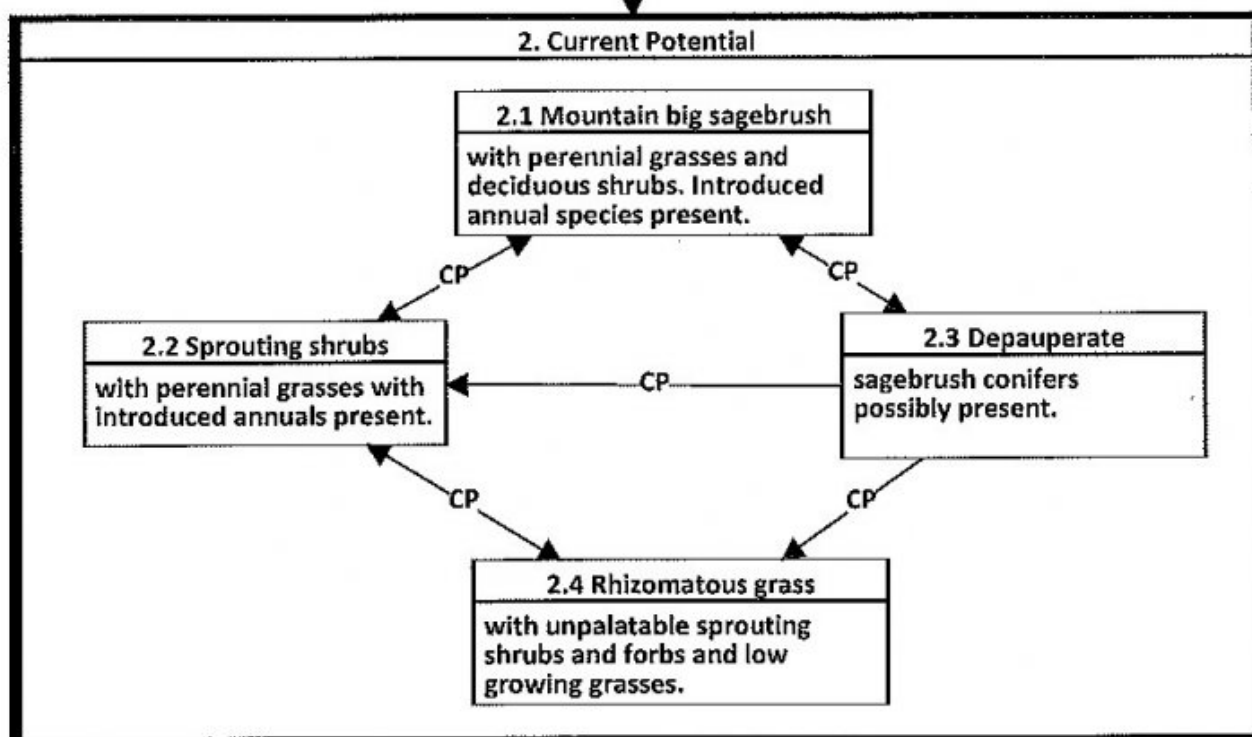 2. Current Potential
2.1 Mountain big sagebrush
with perennial grasses and
deciduous shrubs. Introduced
annual species present.
CP
CP
2.2 Sprouting shrubs
with perennial grasses with
introduced annuals present.
CP
2.3 Depauperate
sagebrush conifers
possibly present.
CP
CP
2.4 Rhizomatous grass
with unpalatable sprouting
shrubs and forbs and low
growing grasses.